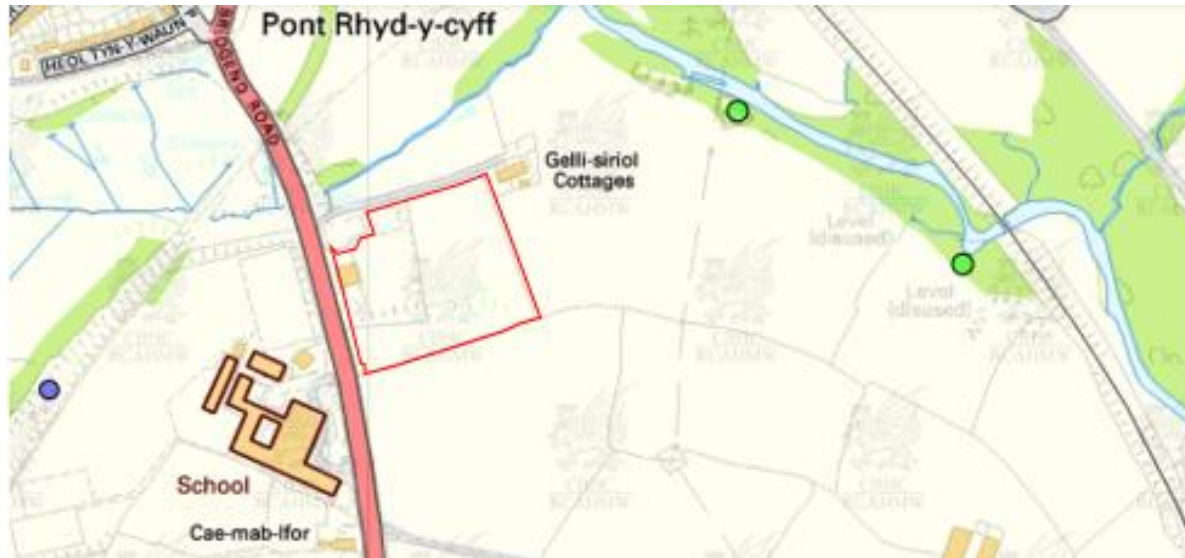 Pont Rhyd-y-cyff
HEOL TYN-Y-WAUN
BRIDGEND ROAD
Gelli-siriol
Cottages
Level
(disused)
Level
(disused)
School
Cae-mab-Ifor